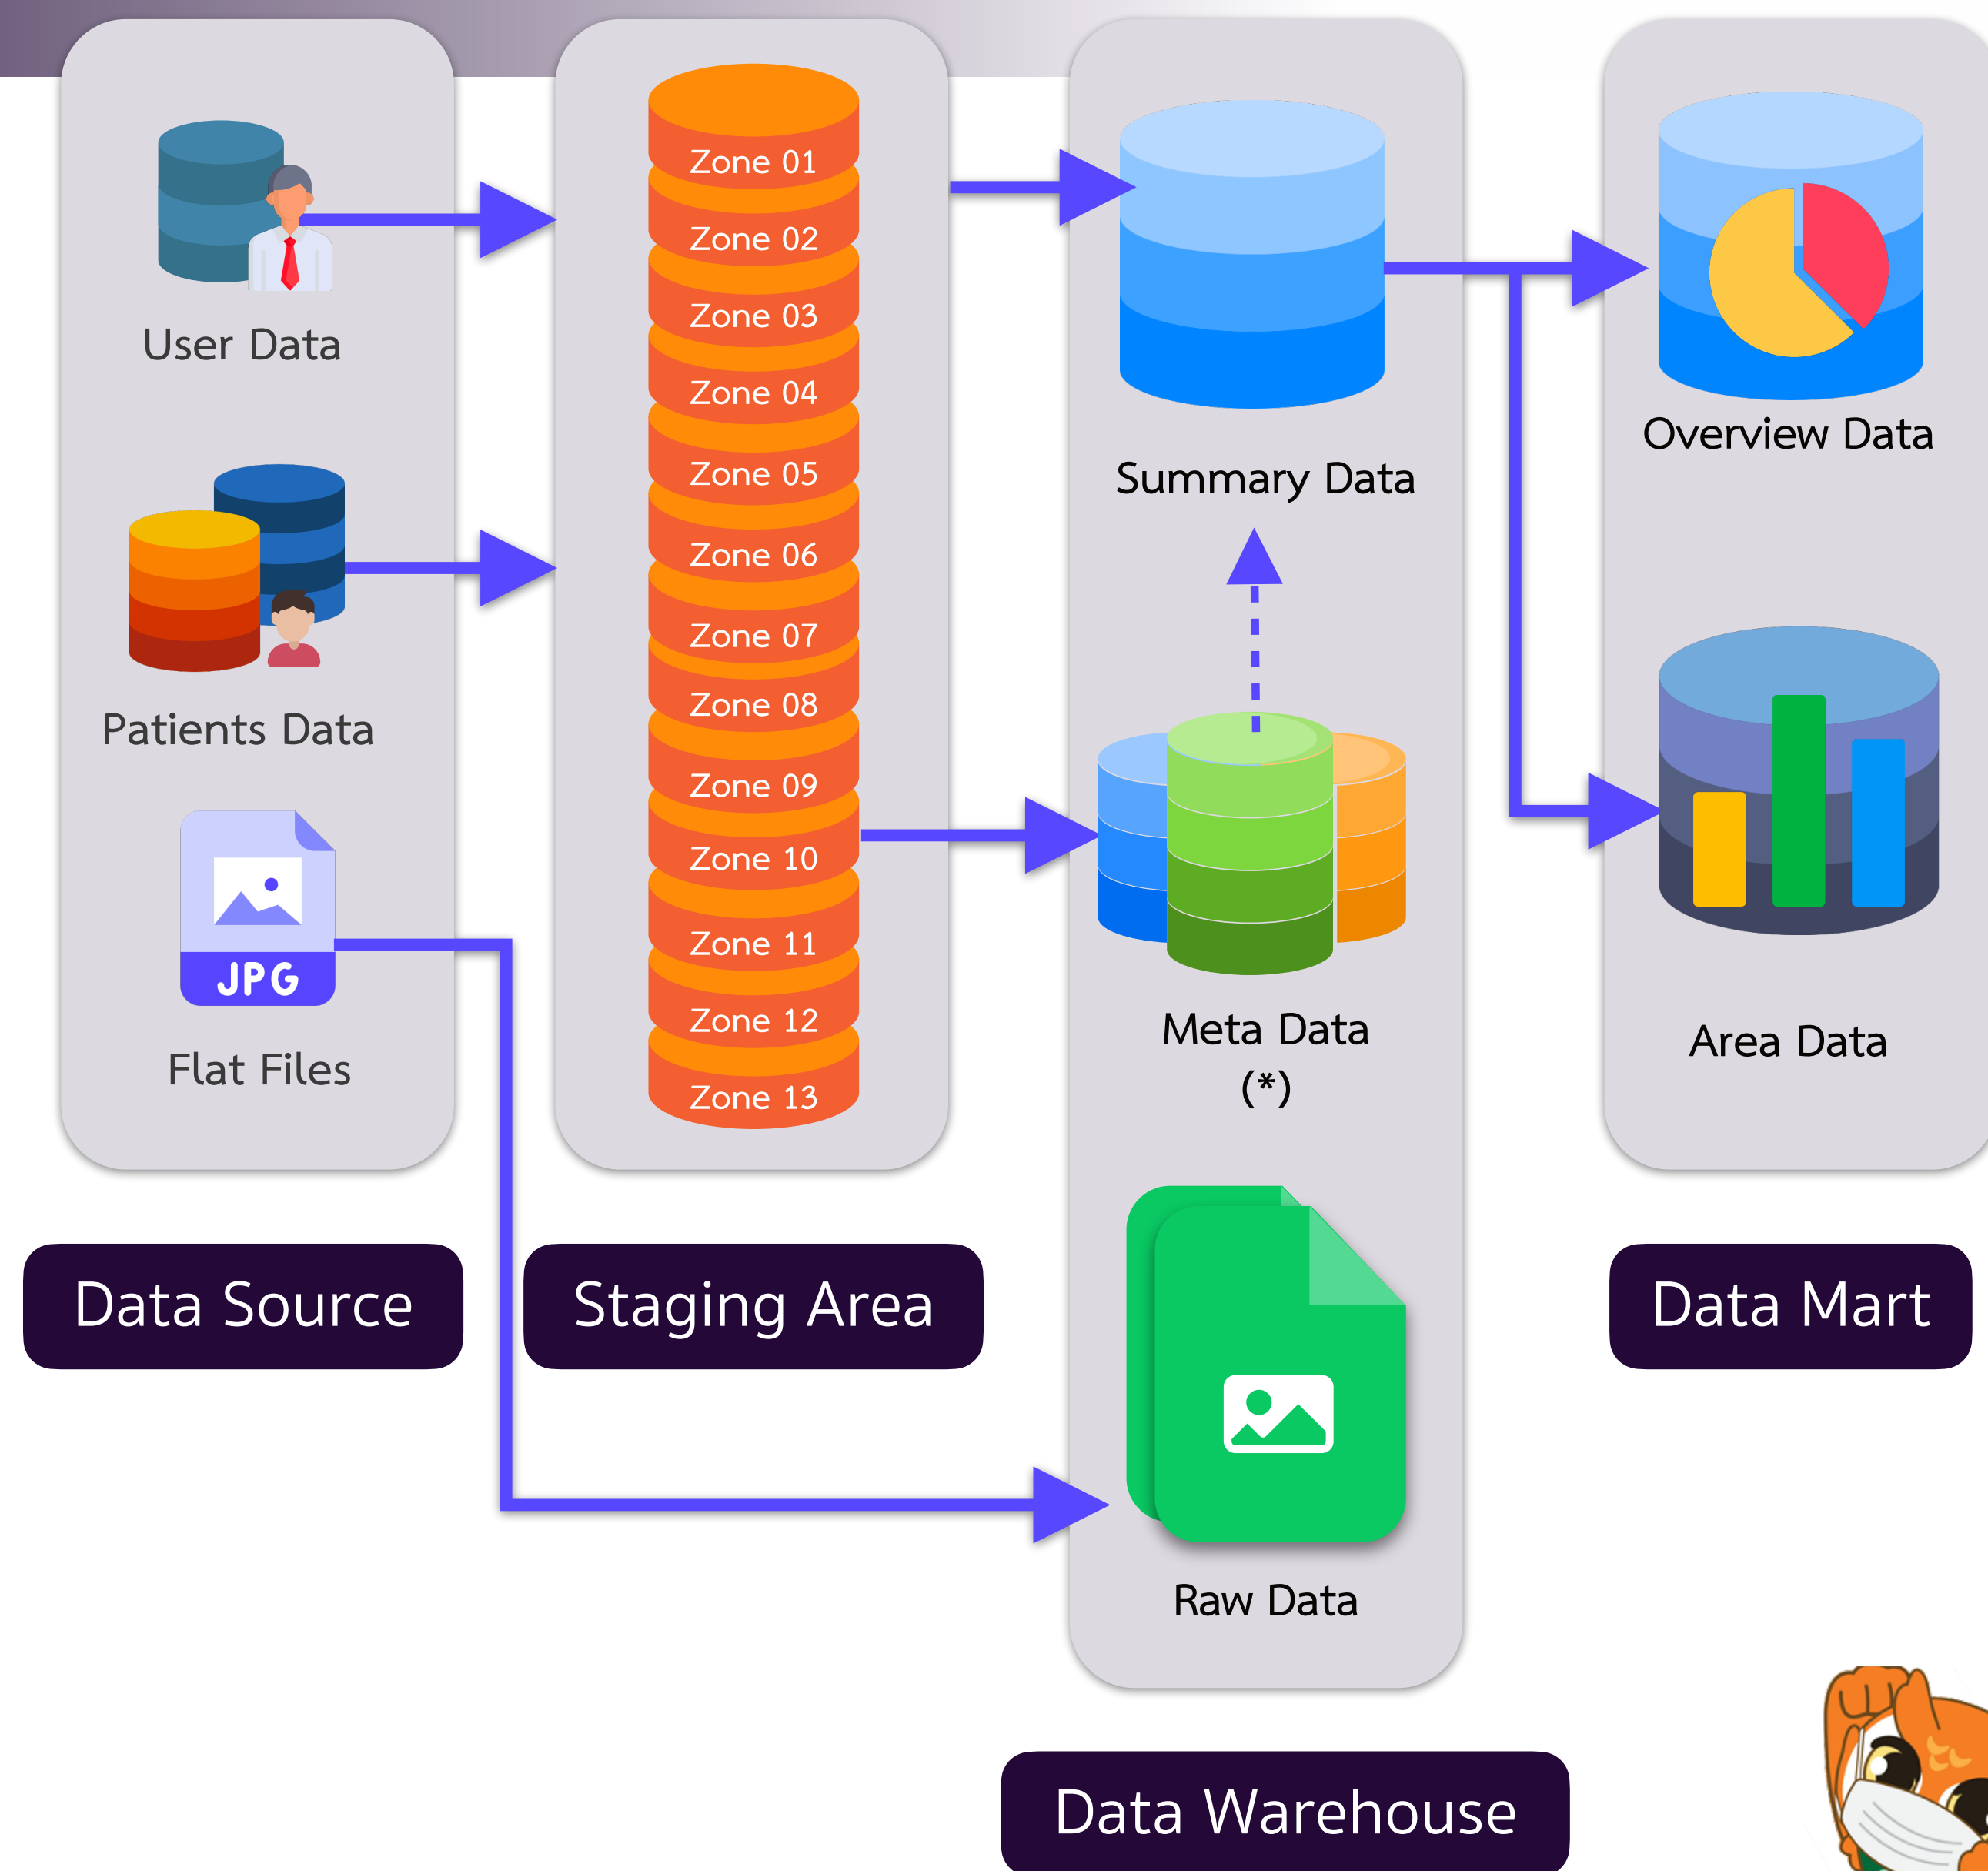 User Data
Patients Data
JPG
Flat Files
Data Source
Zone 01
Zone 02
Zone 03
Zone 04
Zone 05
Zone 06
Zone 07
Zone 08
Zone 09
Zone 10
Zone 11
Zone 12
Zone 13
Staging Area
Summary Data
Meta Data
(*)
Raw Data
Data Warehouse
Overview Data
Area Data
Data Mart